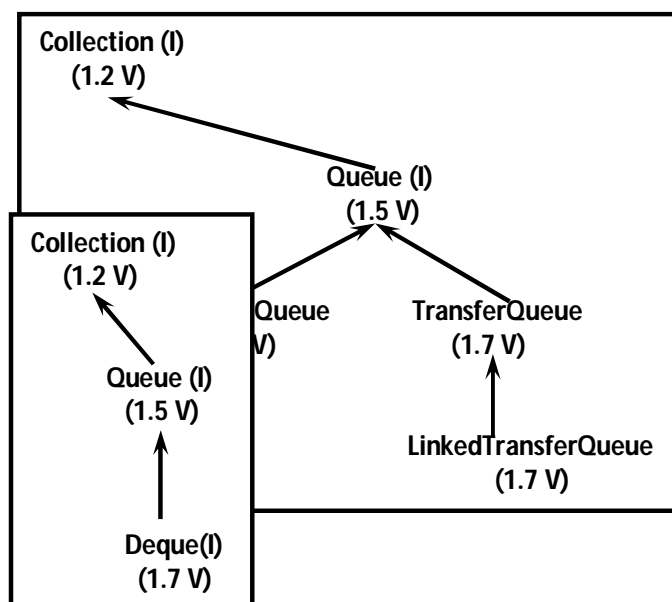 Collection (I)
(1.2 V)
Queue (I)
(1.5 V)
Queue
V)
TransferQueue
(1.7 V)
LinkedTransferQueue
(1.7 V)
Collection (I)
(1.2 V)
Queue (I)
(1.5 V)
Deque(I)
(1.7 V)